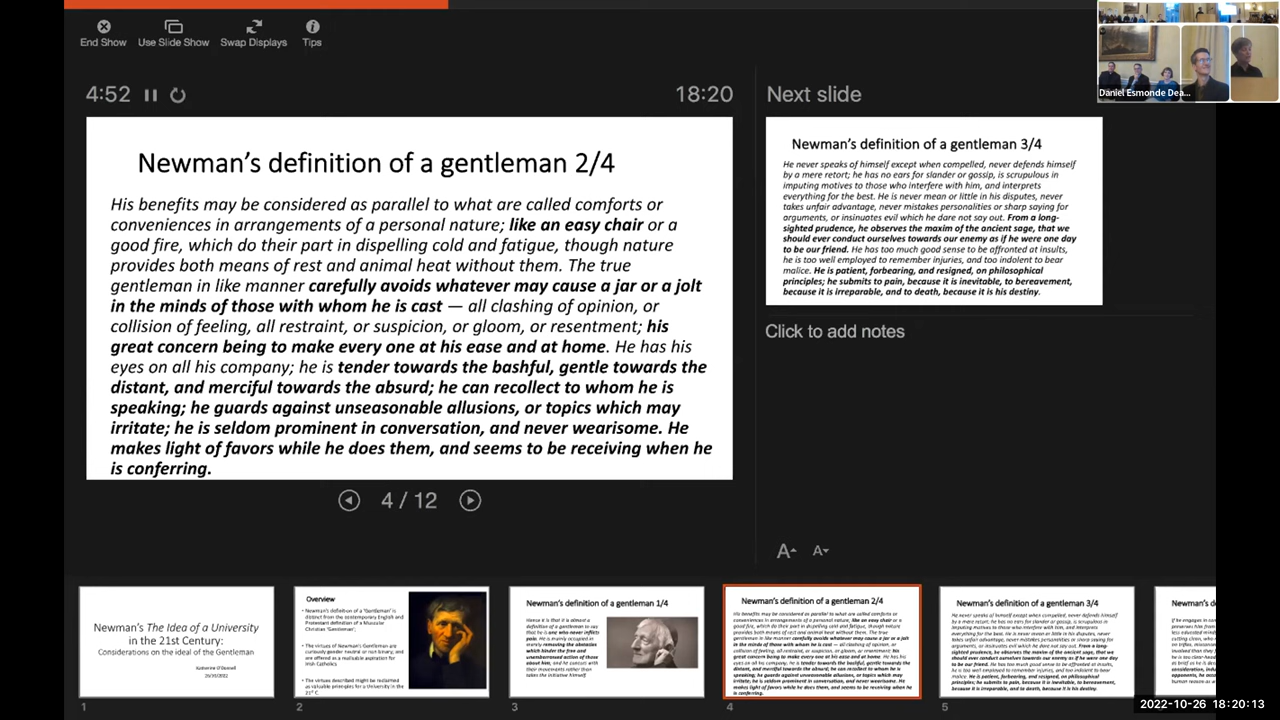 End Show
Use Slide Show
Swap Displays
Tips
4:52
18:20
Newman's definition of a gentleman 2/4
His benefits may be considered as parallel to what are called comforts or
conveniences in arrangements of a personal nature; like an easy chair or a
good fire, which do their part in dispelling cold and fatigue, though nature
provides both means of rest and animal heat without them. The true
gentleman in like manner carefully avoids whatever may cause a jar or a jolt
in the minds of those with whom he is cast — all clashing of opinion, or
collision of feeling, all restraint, or suspicion, or gloom, or resentment; his
great concern being to make every one at his ease and at home. He has his
eyes on all his company; he is tender towards the bashful, gentle towards the
distant, and merciful towards the absurd; he can recollect to whom he is
speaking; he guards against unseasonable allusions, or topics which may
irritate; he is seldom prominent in conversation, and never wearisome. He
makes light of favors while he does them, and seems to be receiving when he
is conferring.
4 / 12
Next slide
Newman's definition of a gentleman 3/4
He never speaks of himself except when compelled, never defends himself
by a mere retort; he has no ears for slander or gossip, is scrupulous in
imputing motives to those who interfere with him, and interprets
everything for the best. He is never mean or little in his disputes, never
takes unfair advantage, never mistakes personalities or sharp saying for
arguments, or insinuates evil which he dare not say out. From a long-
sighted prudence, he observes the maxim of the ancient sage, that we
should ever conduct ourselves towards our enemy as if he were one day
to be our friend. He has too much good sense to be affronted at insults,
he is too well employed to remember injuries, and too indolent to bear
malice. He is patient, forbearing, and resigned, on philosophical
principles; he submits to pain, because it is inevitable, to bereavement,
because it is irreparable, and to death, because it is his destiny.
Click to add notes
A A
Daniel Esmonde Dea...
Newman's The Idea of a University
in the 21st Century:
Considerations on the ideal of the Gentleman
Katherine O'Donnell
1
Overview
Newman's definition of a 'Gentleman' is
distinct from the contemporary English and
Protestant definition of a Muscular
Christian 'Gentleman';
The virtues of Newman's Gentleman are
curiously gender neutral or non binary; and
are offered as a realisable aspiration for
Irish Catholics.
The virtues described might be reclaimed
as valuable principles for a University in the
21st C
2
Newman's definition of a gentleman 1/4
Hence it is that it is almost a
definition of a gentleman to say
that he is one who never inflicts
pain. He is mainly occupied in
merely removing the obstacles
which hinder the free and
unembarrassed action of those
about him, and he concurs with
their movements rather than
takes the initiative himself
3
Newman's definition of a gentleman 2/4
4
Newman's definition of a gentleman 3/4
5
2022-10-26 18:20:13